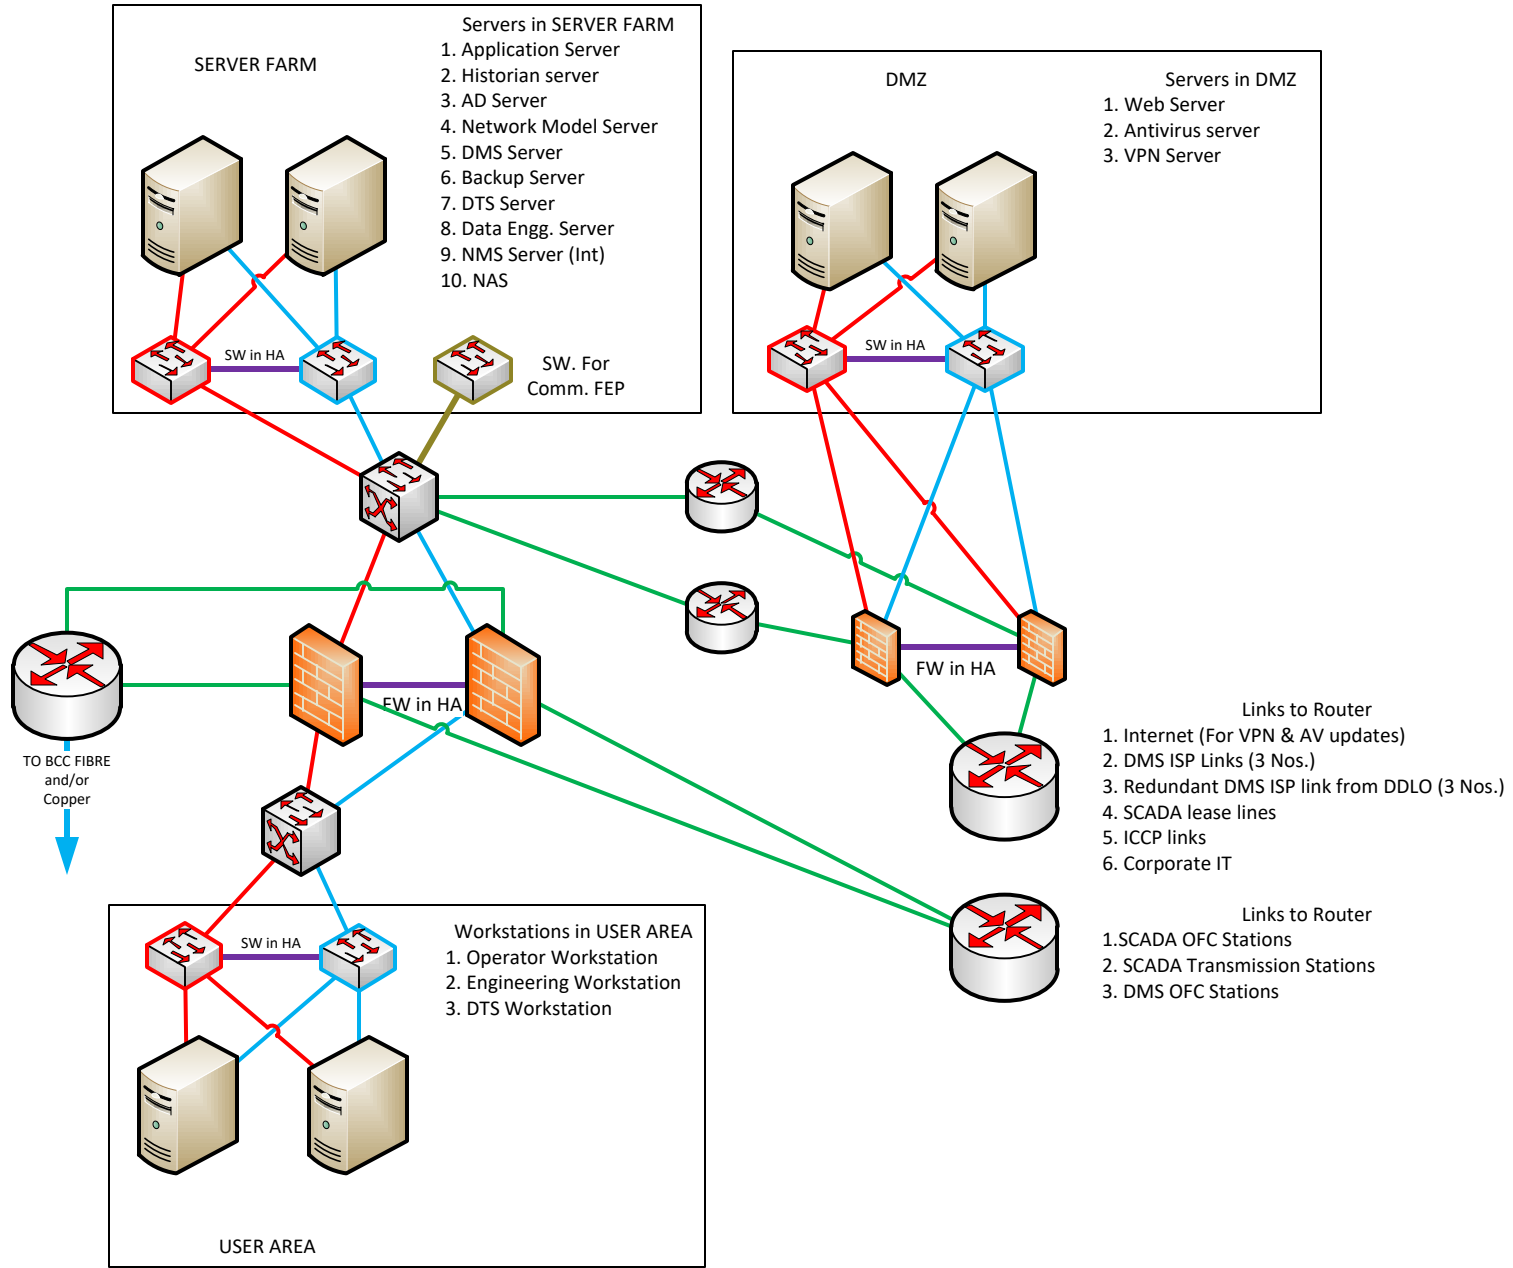 Servers in SERVER FARM
SERVER FARM
1. Application Server
2. Historian server
3. AD Server
4. Network Model Server
5. DMS Server
6. Backup Server
7. DTS Server
8. Data Engg. Server
9. NMS Server (Int)
10. NAS
SW in HA
SW. For
Comm. FEP
DMZ
Servers in DMZ
1. Web Server
2. Antivirus server
3. VPN Server
SW in HA
FW in HA
FW in HA
TO BCC FIBRE
and/or
Copper
Links to Router
1. Internet (For VPN & AV updates)
2. DMS ISP Links (3 Nos.)
3. Redundant DMS ISP link from DDLO (3 Nos.)
4. SCADA lease lines
5. ICCP links
6. Corporate IT
Links to Router
1.SCADA OFC Stations
2. SCADA Transmission Stations
3. DMS OFC Stations
SW in HA
Workstations in USER AREA
1. Operator Workstation
2. Engineering Workstation
3. DTS Workstation
USER AREA